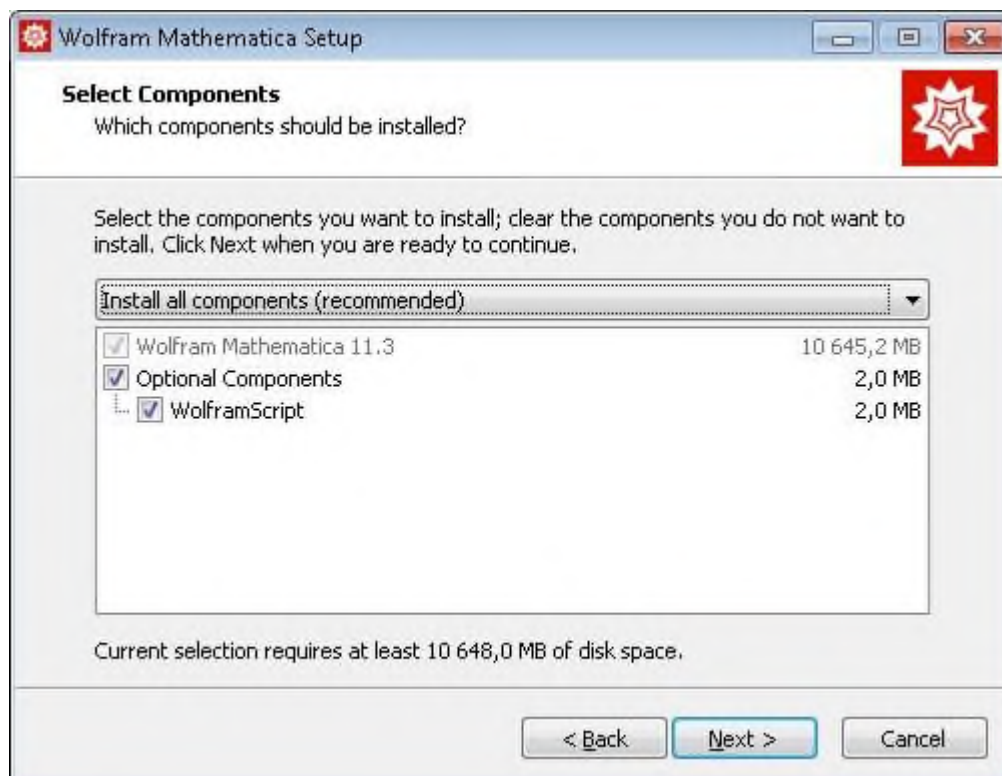 Wolfram Mathematica Setup
Select Components
Which components should be installed?
Select the components you want to install; clear the components you do not want to
install. Click Next when you are ready to continue.
Install all components (recommended)
Wolfram Mathematica 11.3 10 645,2 MB
Optional Components 2,0 MB
WolframScript 2,0 MB
Current selection requires at least 10 648,0 MB of disk space.
< Back Next > Cancel